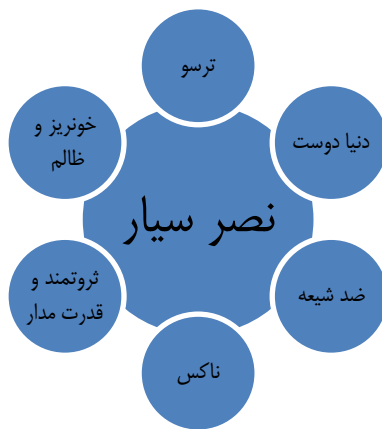 ترسو
دنیا دوست
ضد شیعه
ناکس
ثروتمند و
قدرت مدار
خونریز و
ظالم
نصر سیار